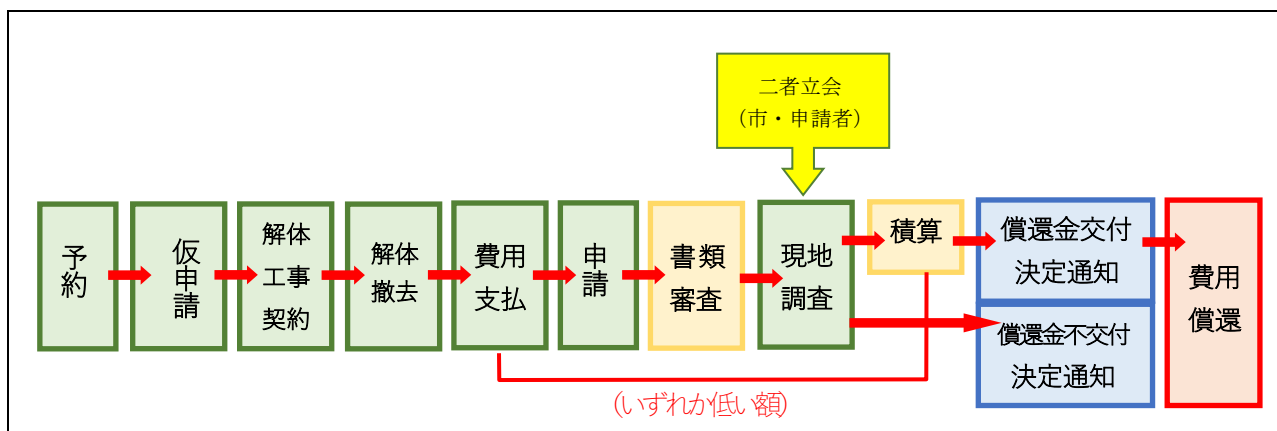 二者立会
（市・申請者）
予約
仮申請
解体
工事
契約
解体
撤去
費用
支払
申請
書類
審査
現地
調査
積算
償還金交付
決定通知
償還金不交付
決定通知
費用
償還
（いずれか低い額）